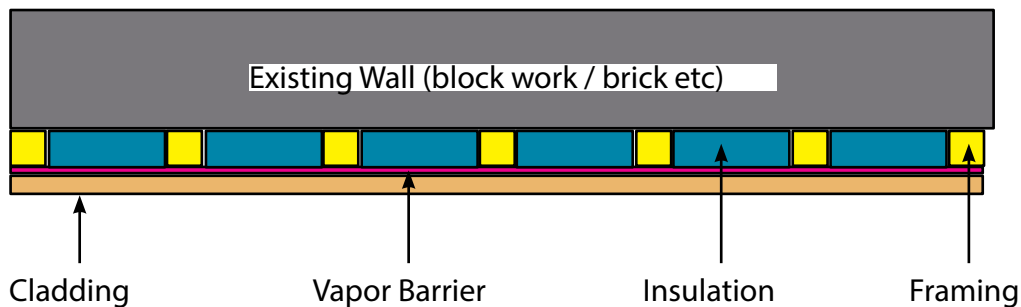 Existing Wall (block work / brick etc)
Cladding
Vapor Barrier
Insulation
Framing